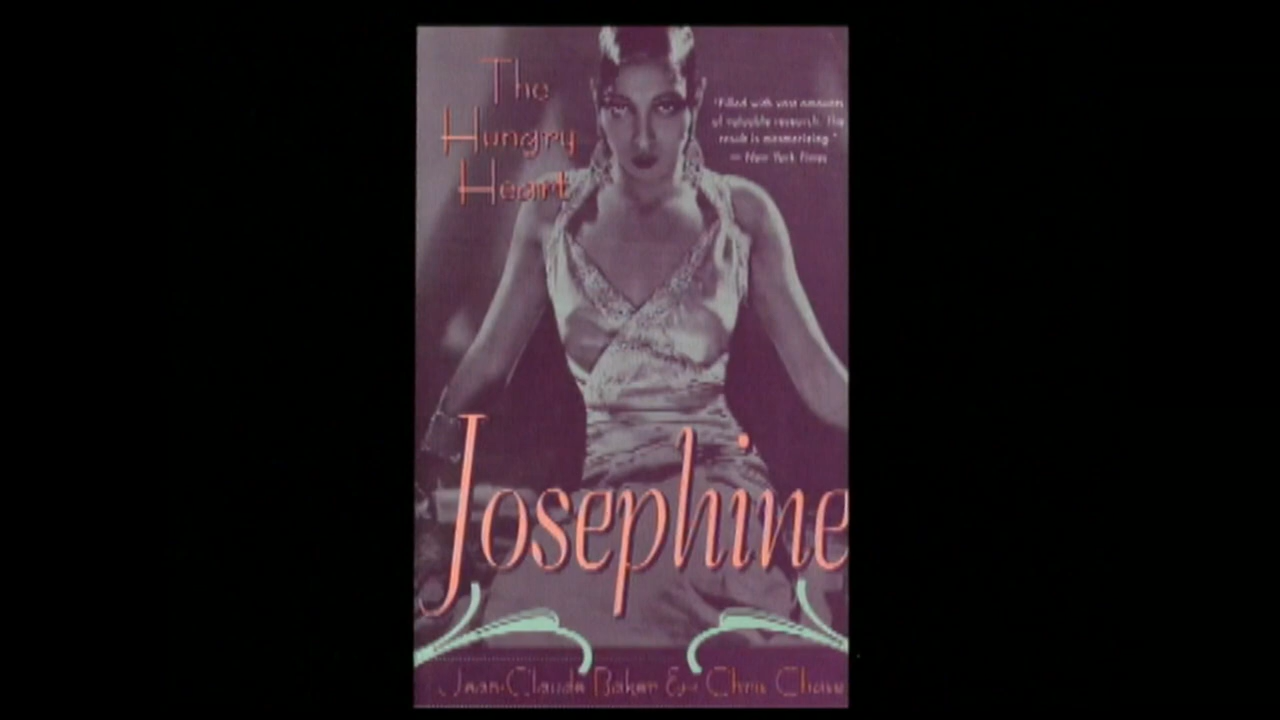 The
Hungry
Heart
"Filled with vast amounts
of valuable research. The
result is mesmerizing."
— New York Times
Josephine
Jean-Claude Baker & Chris Chase